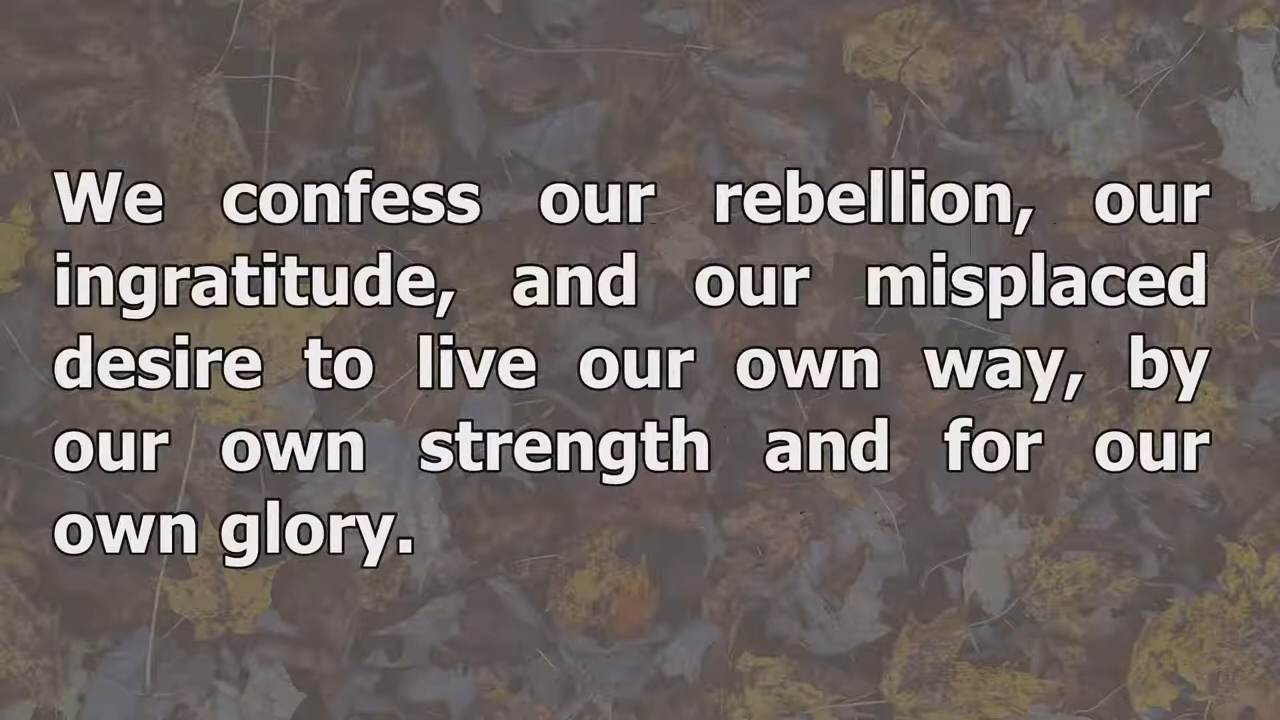 We confess our rebellion, our
ingratitude, and our misplaced
desire to live our own way, by
our own strength and for our
own glory.